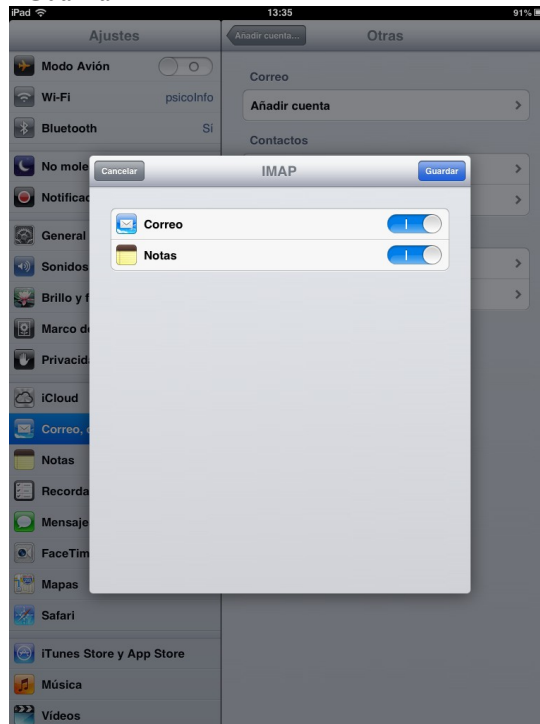 iPad 13:35 91%
Ajustes
Añadir cuenta... Otras
Modo Avión
Wi-Fi psicoInfo
Bluetooth Sí
No mole
Notificac
General
Sonidos
Brillo y f
Marco de
Privacida
iCloud
Correo, c
Notas
Recorda
Mensaje
FaceTim
Mapas
Safari
iTunes Store y App Store
Música
Vídeos
Correo
Añadir cuenta
Contactos
Cancelar IMAP Guardar
Correo
Notas